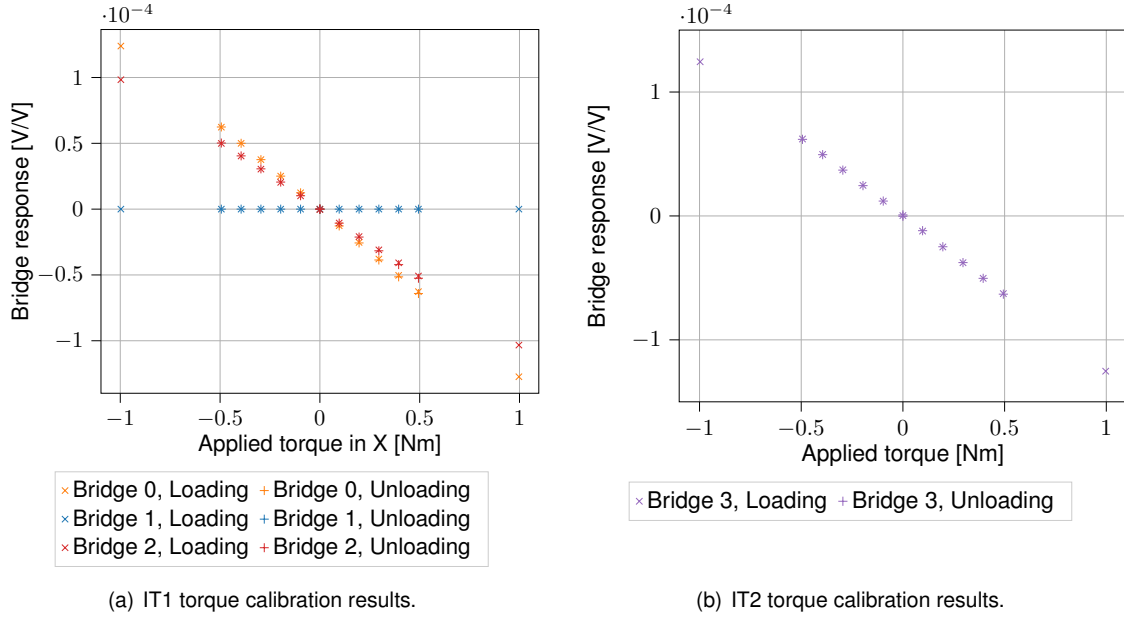 ·10⁻⁴
1
0.5
0
−0.5
−1
Bridge response [V/V]
−1 −0.5 0 0.5 1
Applied torque in X [Nm]
Bridge 0, Loading Bridge 0, Unloading
Bridge 1, Loading Bridge 1, Unloading
Bridge 2, Loading Bridge 2, Unloading
(a) IT1 torque calibration results.
·10⁻⁴
1
0
−1
Bridge response [V/V]
−1 −0.5 0 0.5 1
Applied torque [Nm]
Bridge 3, Loading Bridge 3, Unloading
(b) IT2 torque calibration results.